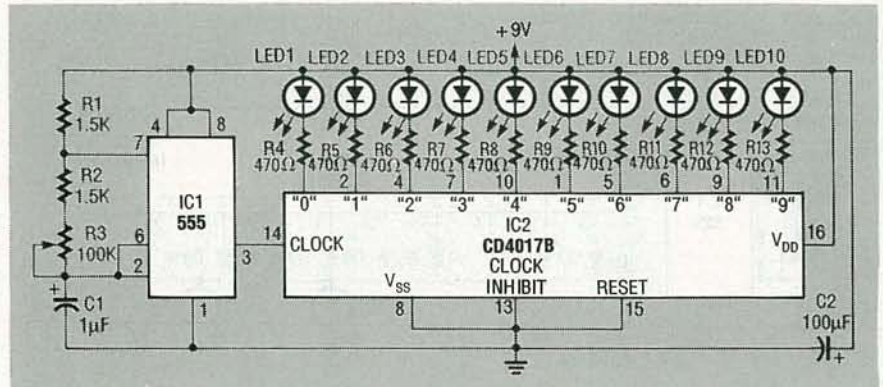 +9V
LED1 LED2 LED3 LED4 LED5 LED6 LED7 LED8 LED9 LED10
R1
1.5K
4 8
7
R2
1.5K
R3
100K
6
2
IC1
555
3
1
C1
1µF
+
R4
470Ω
R5
470Ω
R6
470Ω
R7
470Ω
R8
470Ω
R9
470Ω
R10
470Ω
R11
470Ω
R12
470Ω
R13
470Ω
2 4 7 10 1 5 6 9 11
"0" "1" "2" "3" "4" "5" "6" "7" "8" "9"
14
CLOCK
IC2
CD4017B
CLOCK
INHIBIT
VSS
RESET
VDD
16
8 13 15
C2
100µF
+